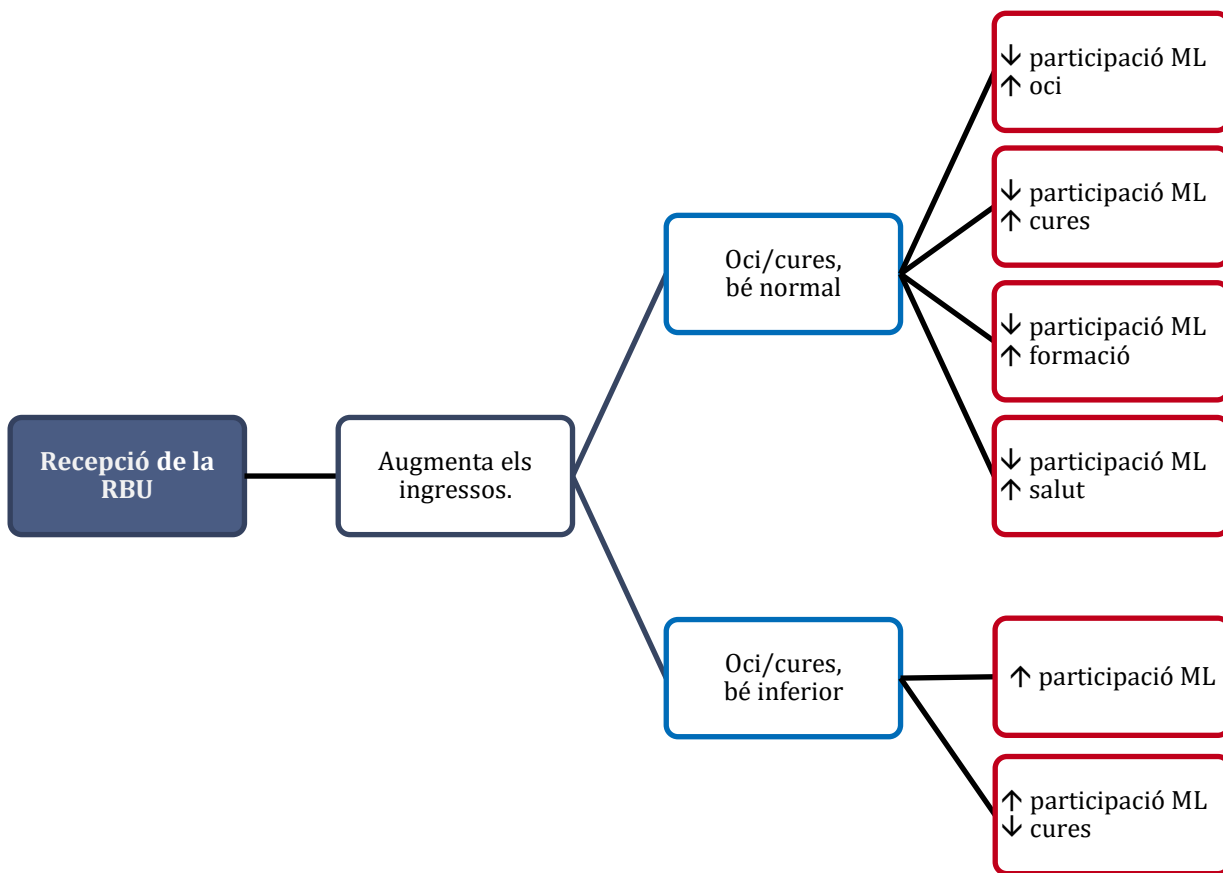 Recepció de la
RBU
Augmenta els
ingressos.
Oci/cures,
bé normal
↓ participació ML
↑ oci
↓ participació ML
↑ cures
↓ participació ML
↑ formació
↓ participació ML
↑ salut
Oci/cures,
bé inferior
↑ participació ML
↑ participació ML
↓ cures